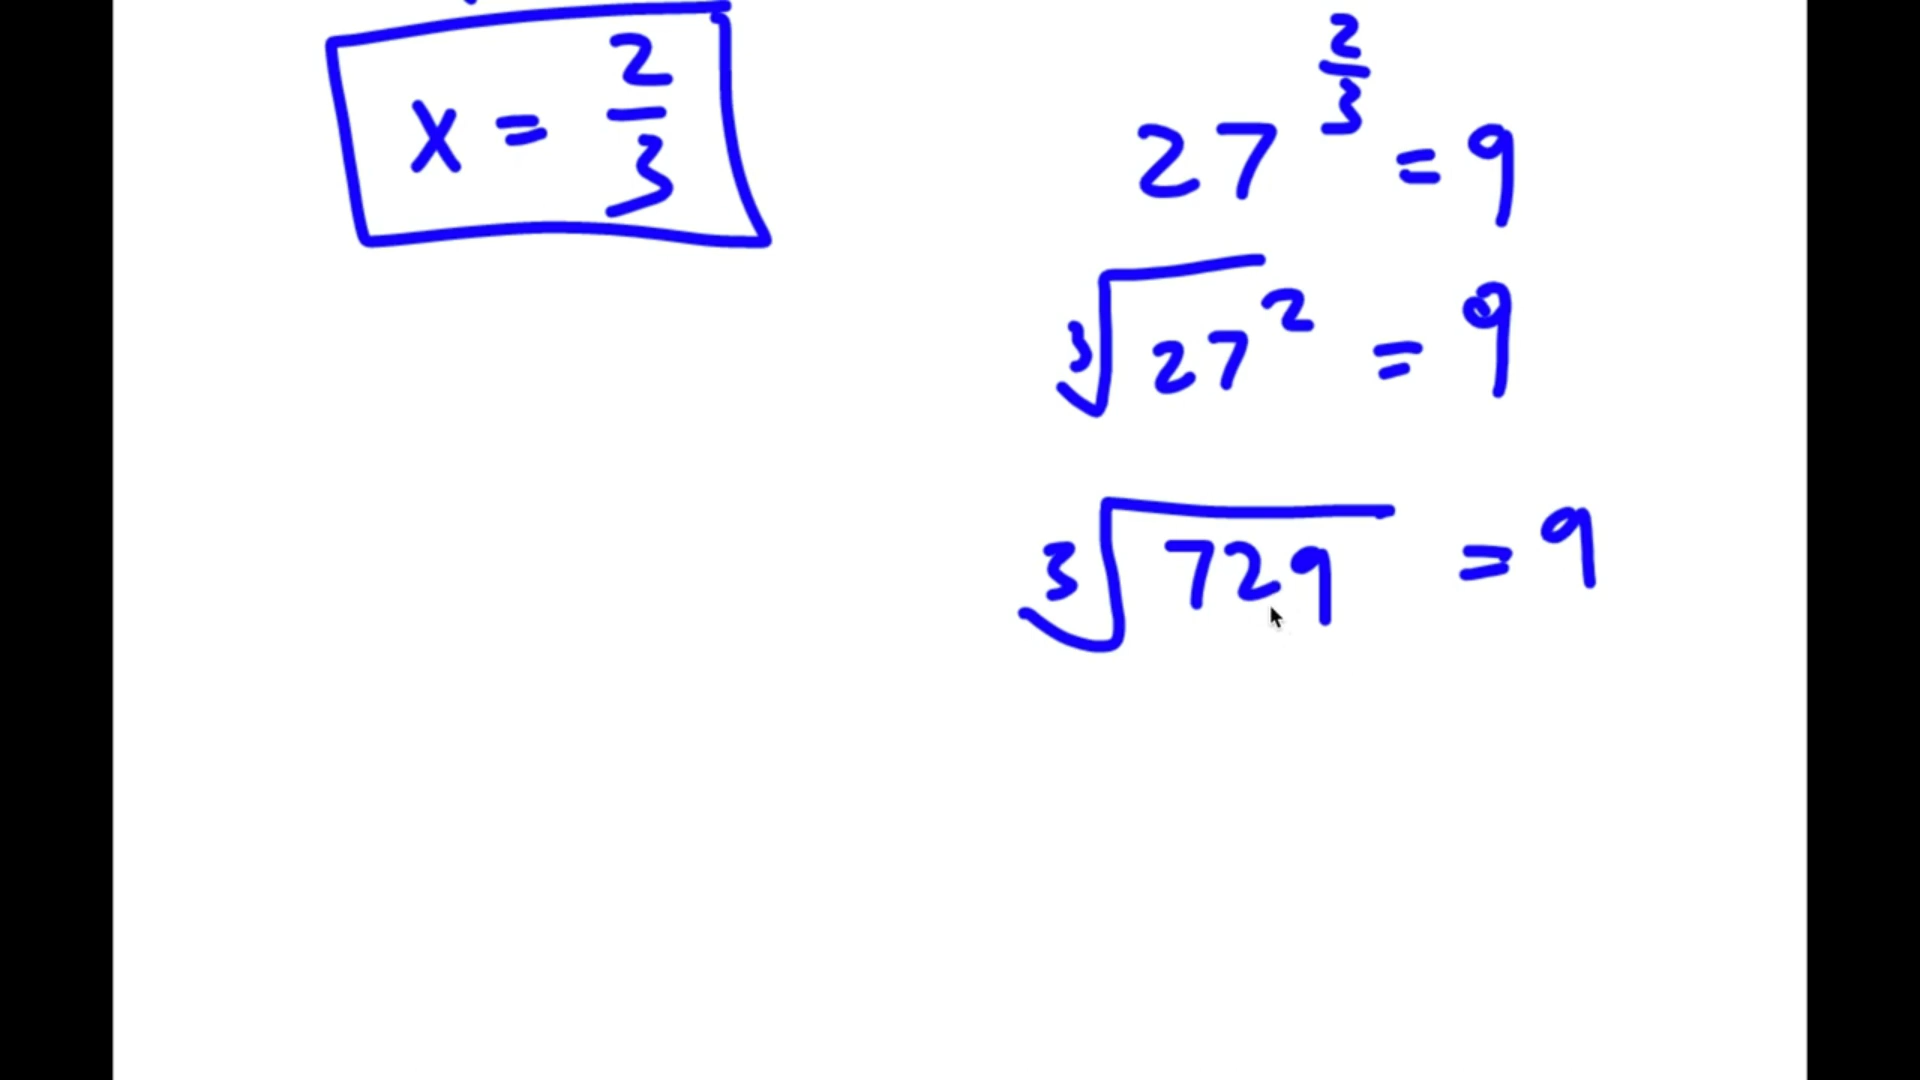 x = 2/3
27^(2/3) = 9
∛27² = 9
∛729 = 9